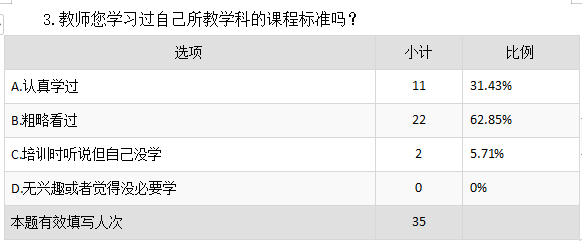 3.教师您学习过自己所教学科的课程标准吗？
选项 小计 比例
A.认真学过 11 31.43%
B.粗略看过 22 62.85%
C.培训时听说但自己没学 2 5.71%
D.无兴趣或者觉得没必要学 0 0%
本题有效填写人次 35